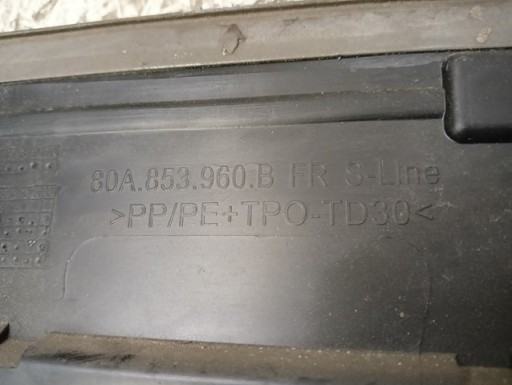 80A.853.960.B FR S-Line
>PP/PE+TPO-TD30<